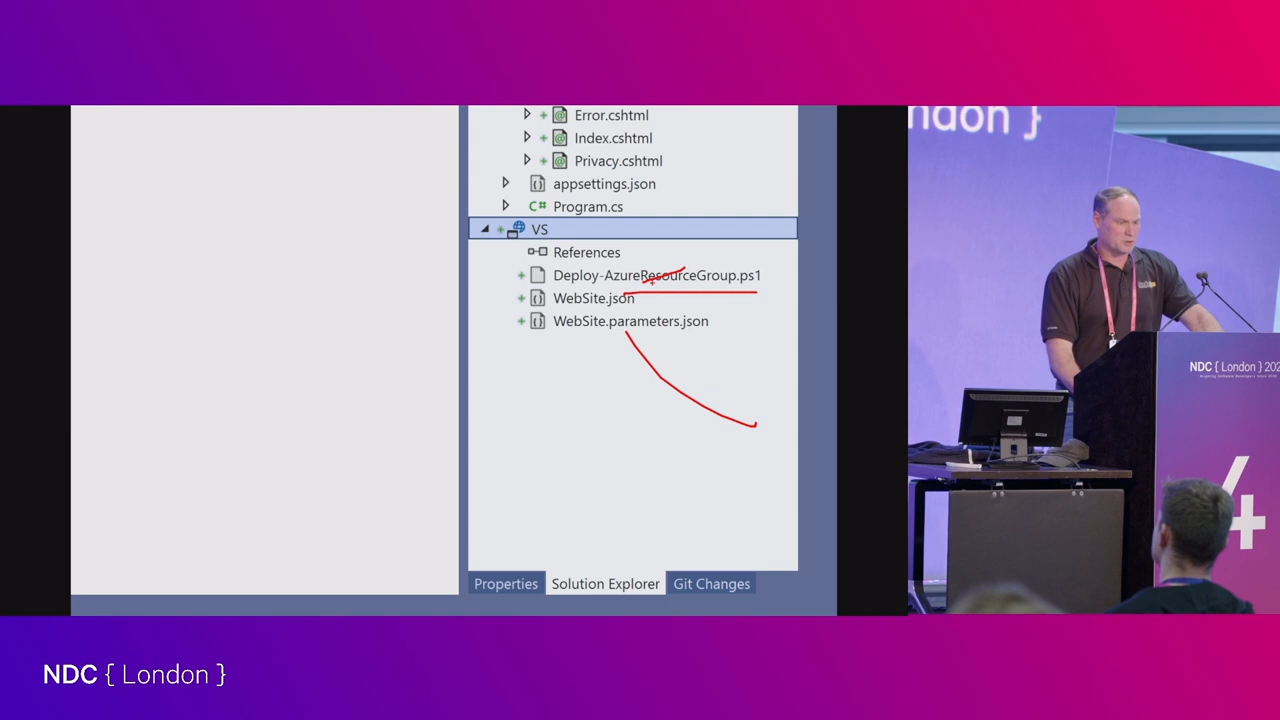 Error.cshtml
Index.cshtml
Privacy.cshtml
appsettings.json
C# Program.cs
VS
References
Deploy-AzureResourceGroup.ps1
WebSite.json
WebSite.parameters.json
Properties Solution Explorer Git Changes
ndon }
NDC { London } 202
4
NDC { London }